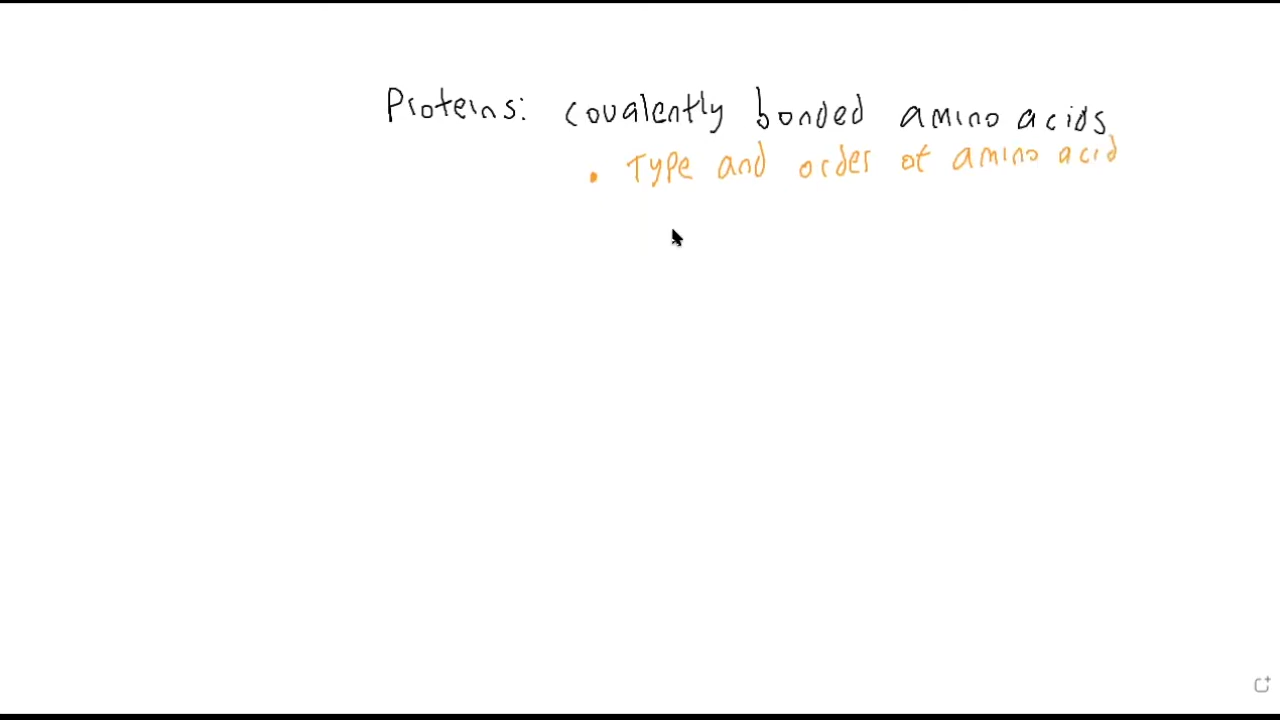 Proteins: covalently bonded amino acids
• Type and order of amino acid